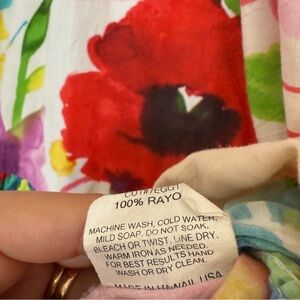 100% RAYO
MACHINE WASH, COLD WATER,
MILD SOAP. DO NOT SOAK,
BLEACH OR TWIST. LINE DRY.
WARM IRON AS NEEDED.
FOR BEST RESULTS HAND
WASH OR DRY CLEAN.
MADE IN HAWAII, USA